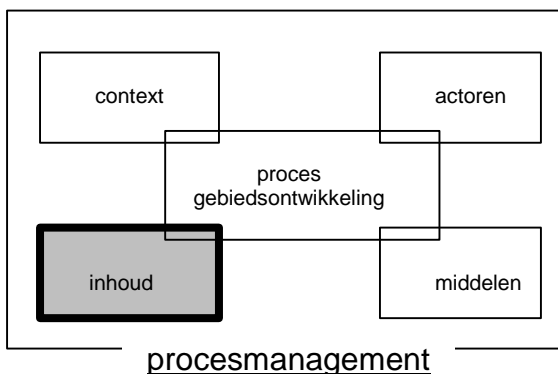 context
actoren
proces
gebiedsontwikkeling
inhoud
middelen
procesmanagement